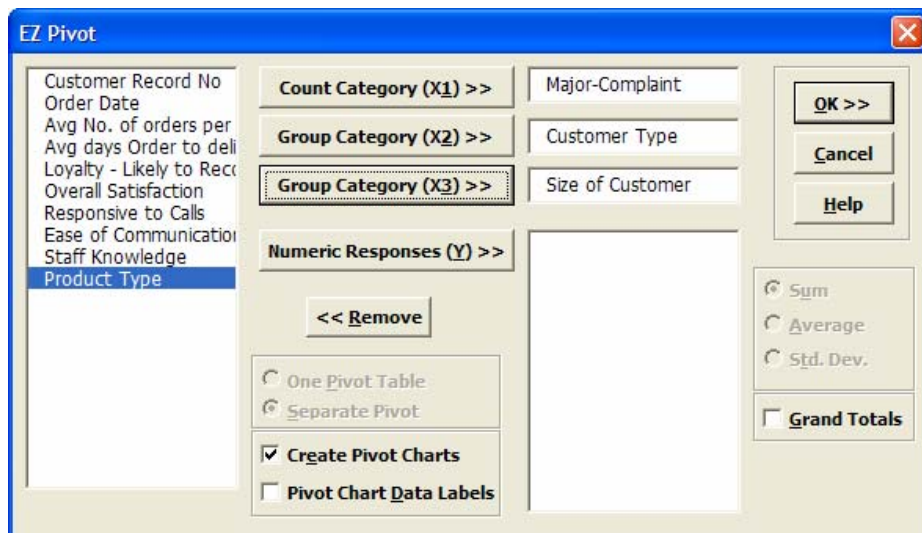 EZ Pivot
Customer Record No
Order Date
Avg No. of orders per
Avg days Order to deli
Loyalty - Likely to Reco
Overall Satisfaction
Responsive to Calls
Ease of Communication
Staff Knowledge
Product Type
Count Category (X1) >>
Group Category (X2) >>
Group Category (X3) >>
Numeric Responses (Y) >>
<< Remove
One Pivot Table
Separate Pivot
Create Pivot Charts
Pivot Chart Data Labels
Major-Complaint
Customer Type
Size of Customer
OK >>
Cancel
Help
Sum
Average
Std. Dev.
Grand Totals